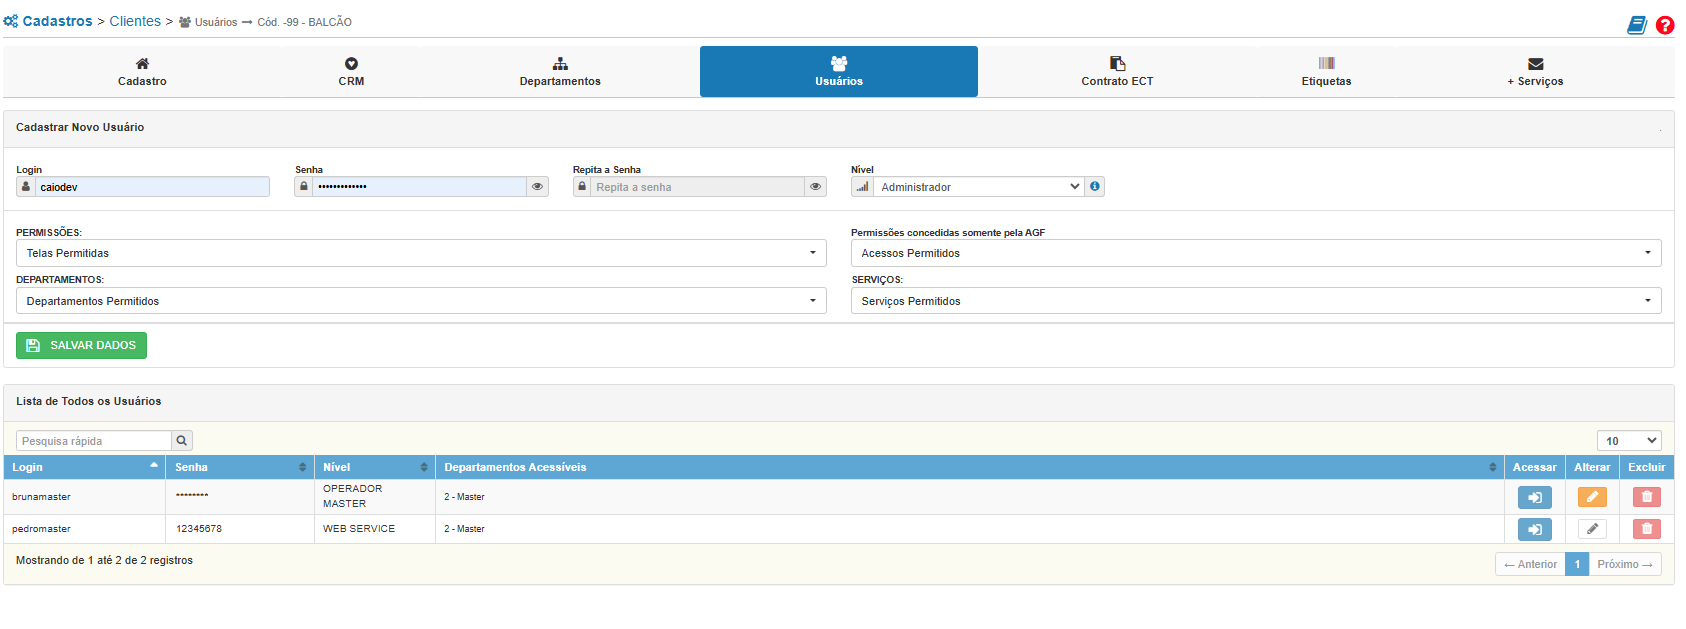 Cadastros > Clientes > Usuários → Cód. -99 - BALCÃO
?
Cadastro
CRM
Departamentos
Usuários
Contrato ECT
Etiquetas
+ Serviços
Cadastrar Novo Usuário
Login
Senha
Repita a Senha
Nível
caiodev
•••••••••••••
Repita a senha
Administrador
PERMISSÕES:
Permissões concedidas somente pela AGF
Telas Permitidas
Acessos Permitidos
DEPARTAMENTOS:
SERVIÇOS:
Departamentos Permitidos
Serviços Permitidos
SALVAR DADOS
Lista de Todos os Usuários
Pesquisa rápida
10
Login Senha Nível Departamentos Acessíveis Acessar Alterar Excluir
brunamaster ******** OPERADOR MASTER 2 - Master
pedromaster 12345678 WEB SERVICE 2 - Master
Mostrando de 1 até 2 de 2 registros
← Anterior 1 Próximo →